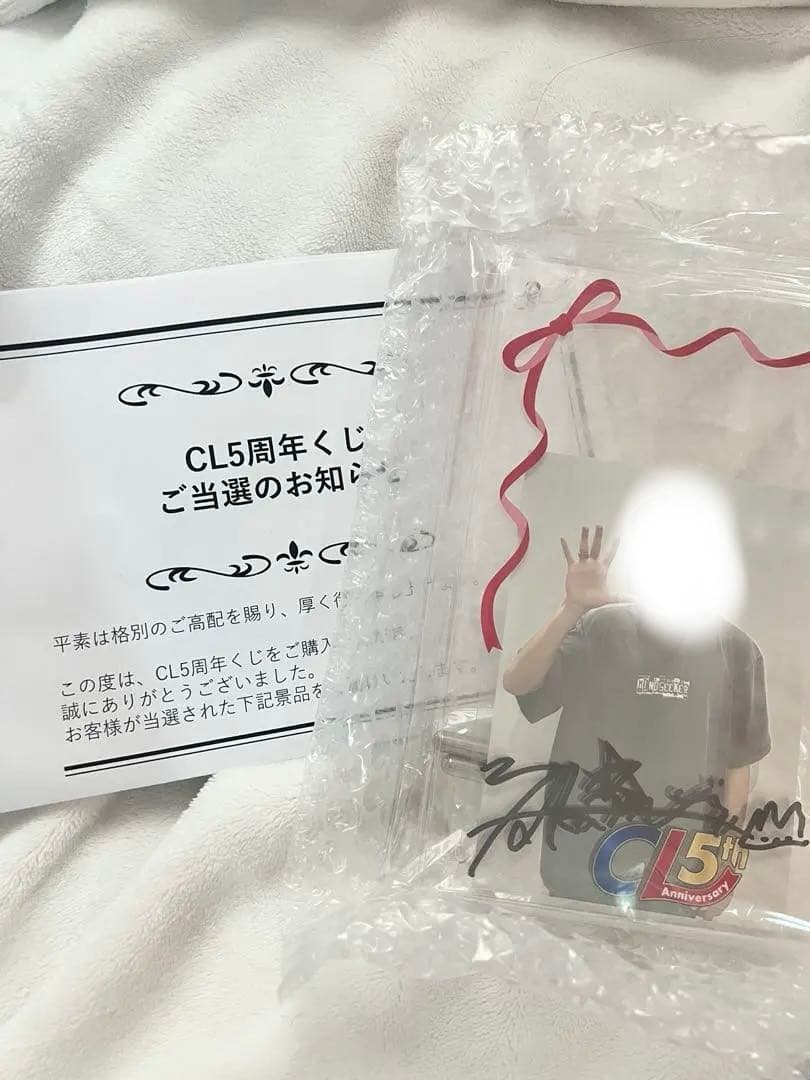 CL5周年くじ
ご当選のお知ら
平素は格別のご高配を賜り、厚く
この度は、CL5周年くじをご購入
誠にありがとうございました。
お客様が当選された下記景品を
MINDSEEKER
CL5th
Anniversary